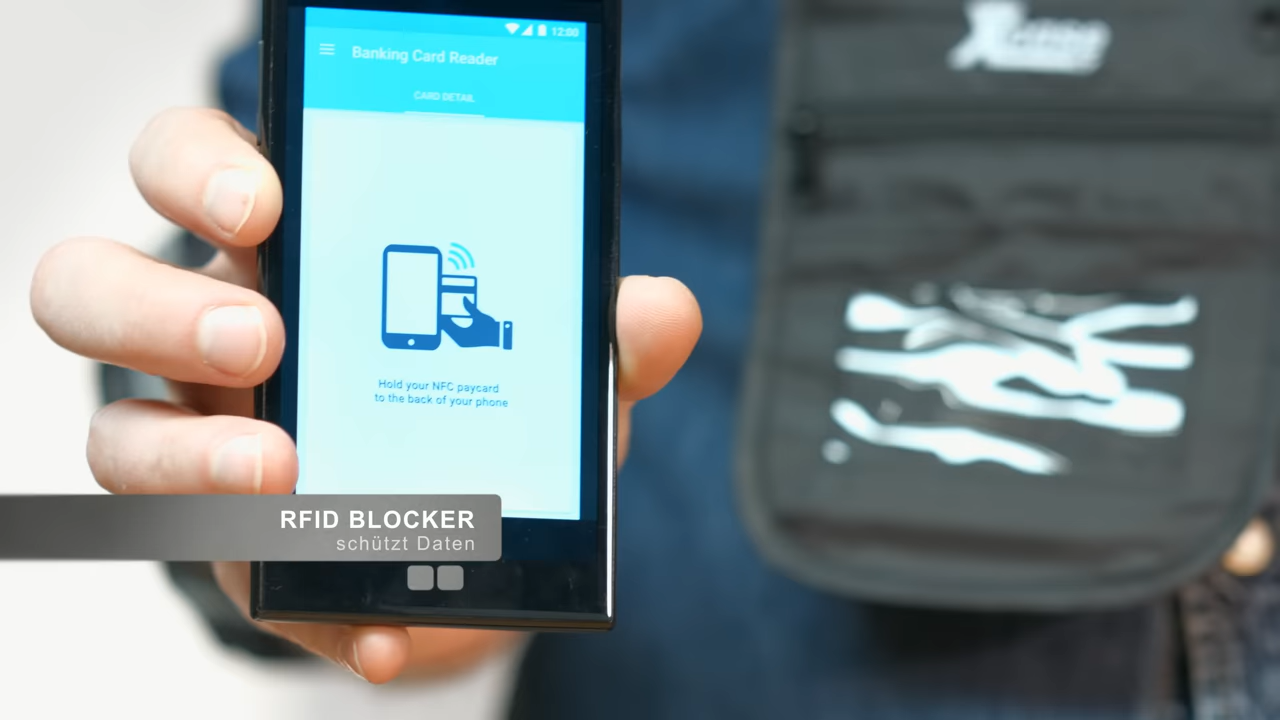 12:00
Banking Card Reader
CARD DETAIL
Hold your NFC paycard
to the back of your phone
RFID BLOCKER
schützt Daten
Xcase